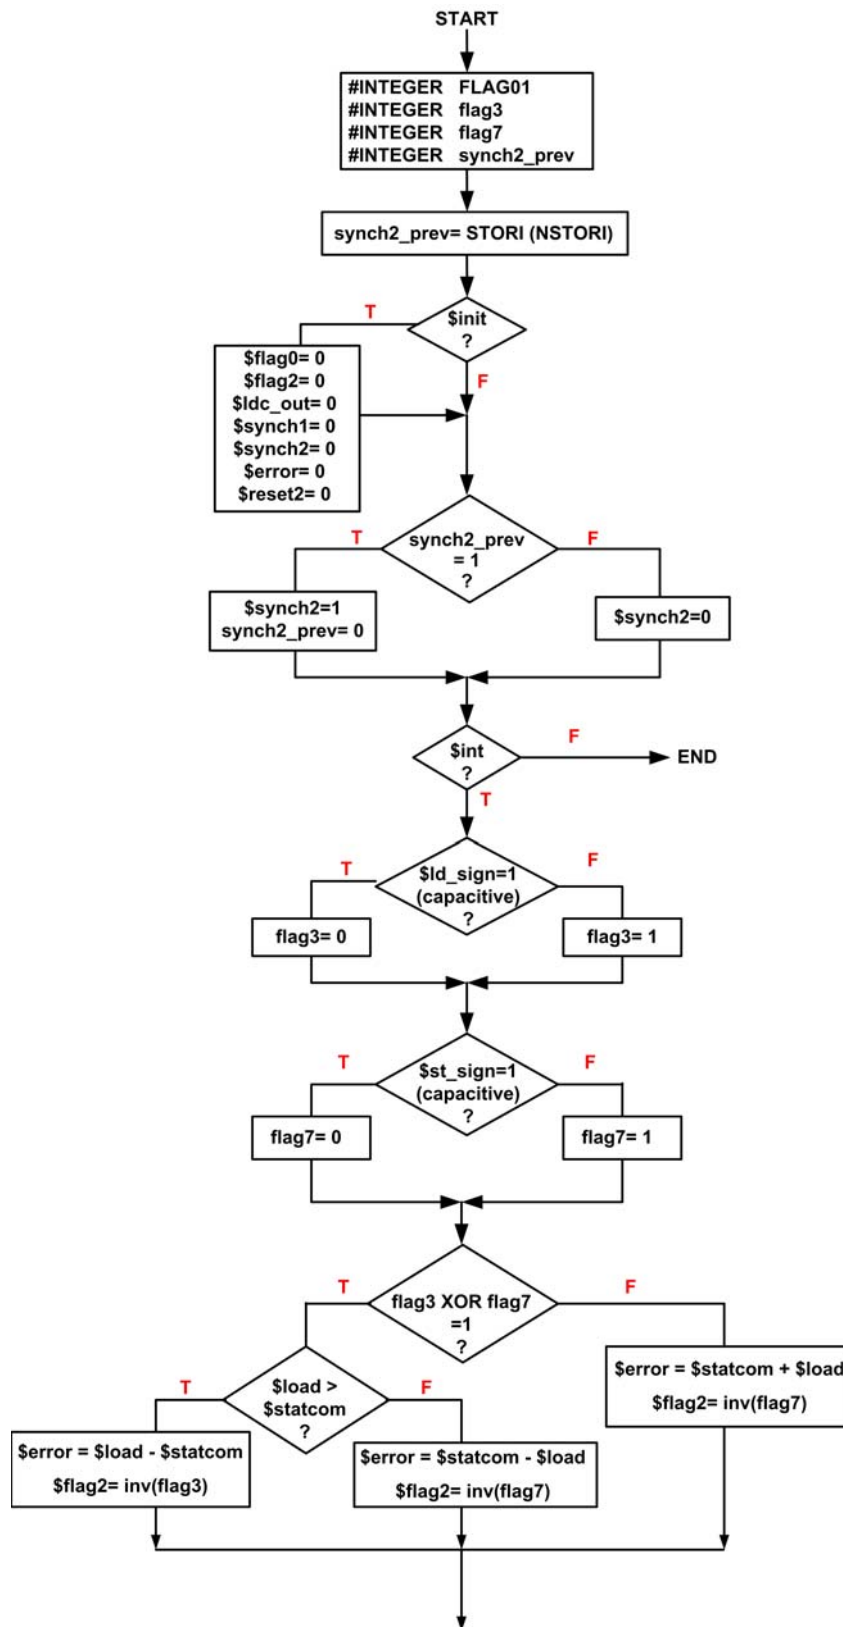 START
#INTEGER FLAG01
#INTEGER flag3
#INTEGER flag7
#INTEGER synch2_prev
synch2_prev= STORI (NSTORI)
T
$init
?
F
$flag0= 0
$flag2= 0
$ldc_out= 0
$synch1= 0
$synch2= 0
$error= 0
$reset2= 0
T
synch2_prev
= 1
?
F
$synch2=1
synch2_prev= 0
$synch2=0
$int
?
F
END
T
T
$ld_sign=1
(capacitive)
?
F
flag3= 0
flag3= 1
T
$st_sign=1
(capacitive)
?
F
flag7= 0
flag7= 1
T
flag3 XOR flag7
=1
?
F
T
$load >
$statcom
?
F
$error = $statcom + $load
$flag2= inv(flag7)
$error = $load - $statcom
$flag2= inv(flag3)
$error = $statcom - $load
$flag2= inv(flag7)